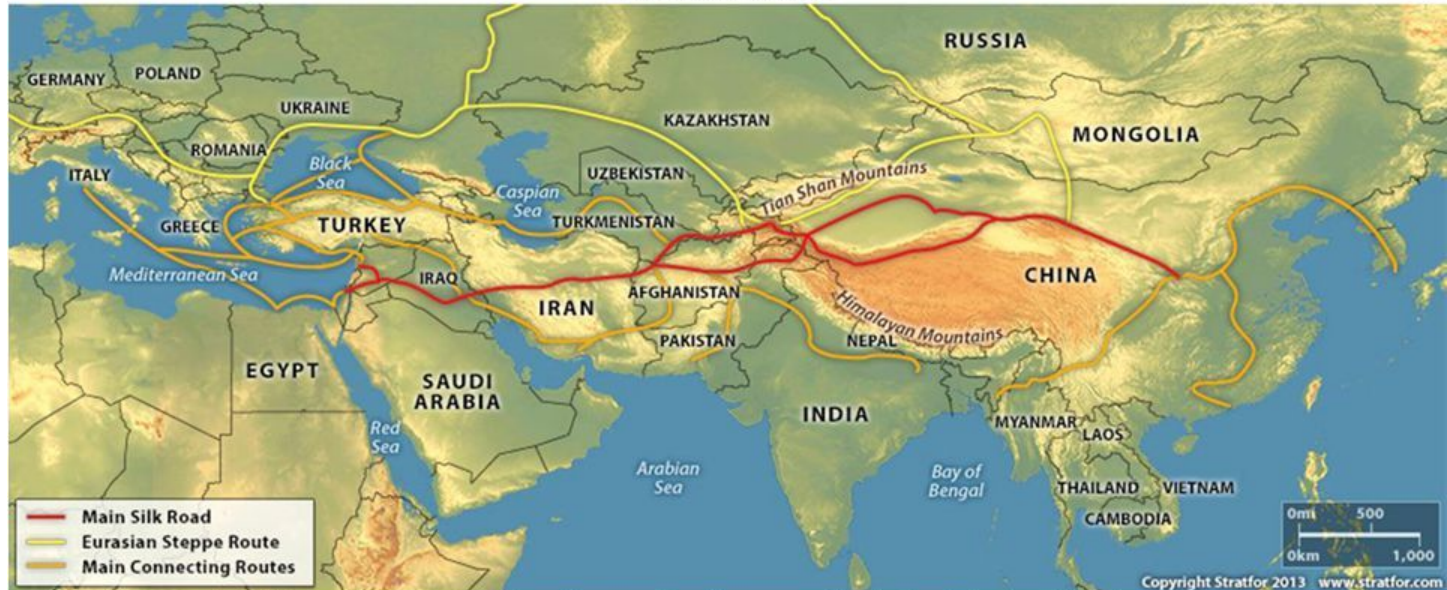 RUSSIA
GERMANY
POLAND
UKRAINE
KAZAKHSTAN
MONGOLIA
ROMANIA
Black
Sea
ITALY
UZBEKISTAN
Tian Shan Mountains
Caspian
Sea
GREECE
TURKEY
TURKMENISTAN
Mediterranean Sea
IRAQ
IRAN
AFGHANISTAN
CHINA
Himalayan Mountains
PAKISTAN
NEPAL
EGYPT
SAUDI
ARABIA
INDIA
MYANMAR
LAOS
Red
Sea
Arabian
Sea
Bay of
Bengal
THAILAND
VIETNAM
CAMBODIA
Main Silk Road
Eurasian Steppe Route
Main Connecting Routes
0mi 500
0km 1,000
Copyright Stratfor 2013 www.stratfor.com